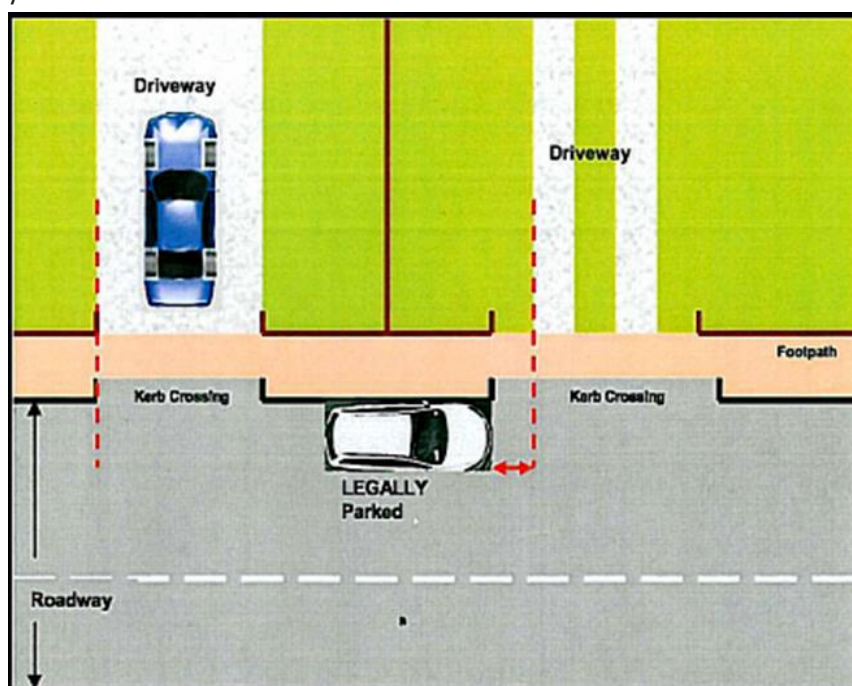 Driveway
Driveway
Footpath
Kerb Crossing
Kerb Crossing
LEGALLY
Parked
Roadway